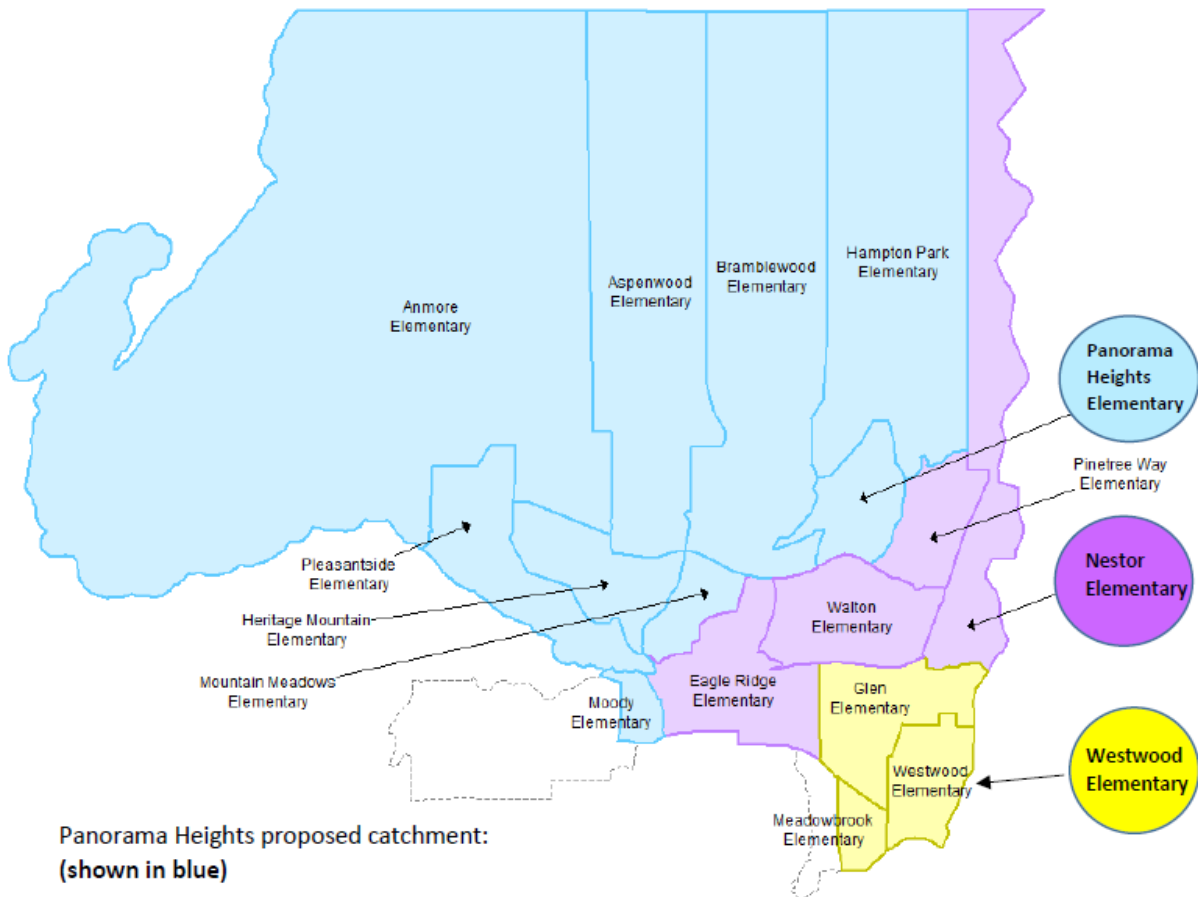 Hampton Park
Elementary
Bramblewood
Elementary
Aspenwood
Elementary
Anmore
Elementary
Panorama
Heights
Elementary
Pinetree Way
Elementary
Pleasantside
Elementary
Nestor
Elementary
Heritage Mountain
Elementary
Walton
Elementary
Mountain Meadows
Elementary
Eagle Ridge
Elementary
Glen
Elementary
Moody
Elementary
Westwood
Elementary
Westwood
Elementary
Meadowbrook
Elementary
Panorama Heights proposed catchment:
(shown in blue)